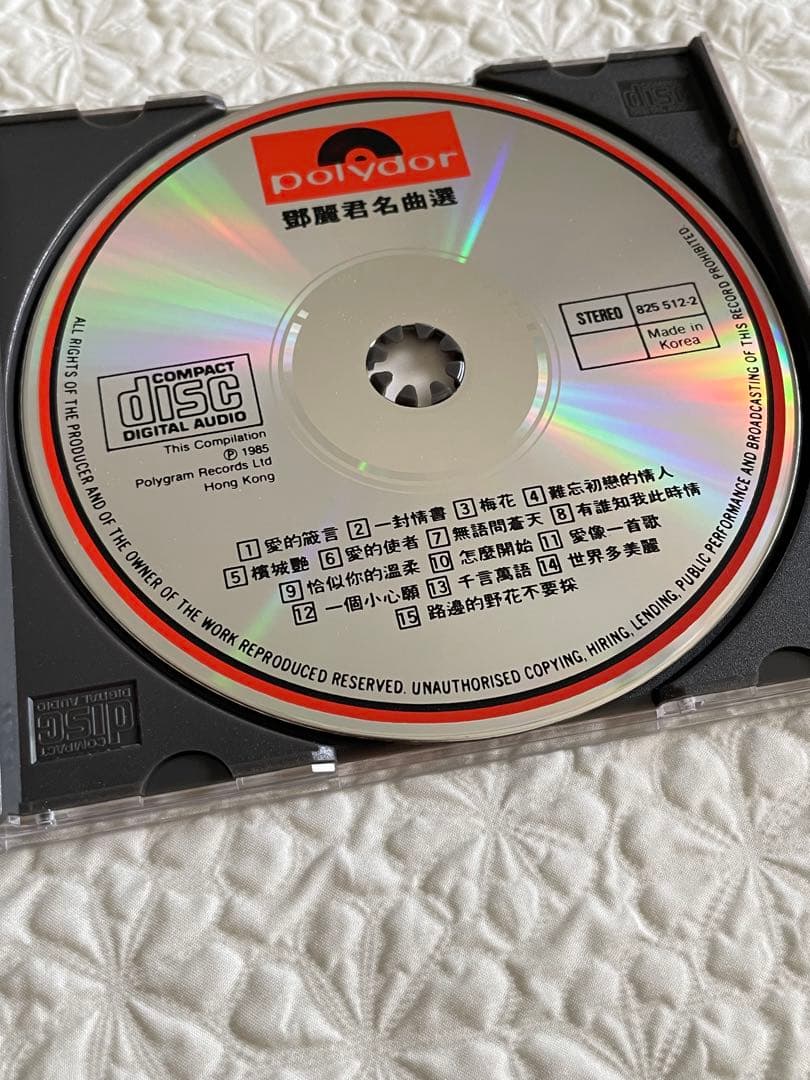 polydor
鄧麗君名曲選
COMPACT
disc
DIGITAL AUDIO
This Compilation
Ⓟ 1985
Polygram Records Ltd
Hong Kong
STEREO
825 512-2
Made in
Korea
1 愛的箴言 2 一封情書 3 梅花 4 難忘初戀的情人
5 檳城艷 6 愛的使者 7 無語問蒼天 8 有誰知我此時情
9 恰似你的溫柔 10 怎麼開始 11 愛像一首歌
12 一個小心願 13 千言萬語 14 世界多美麗
15 路邊的野花不要採
ALL RIGHTS OF THE PRODUCER AND OF THE OWNER OF THE WORK REPRODUCED RESERVED. UNAUTHORISED COPYING, HIRING, LENDING, PUBLIC PERFORMANCE AND BROADCASTING OF THIS RECORD PROHIBITED.
disc
COMPACT
disc
DIGITAL AUDIO